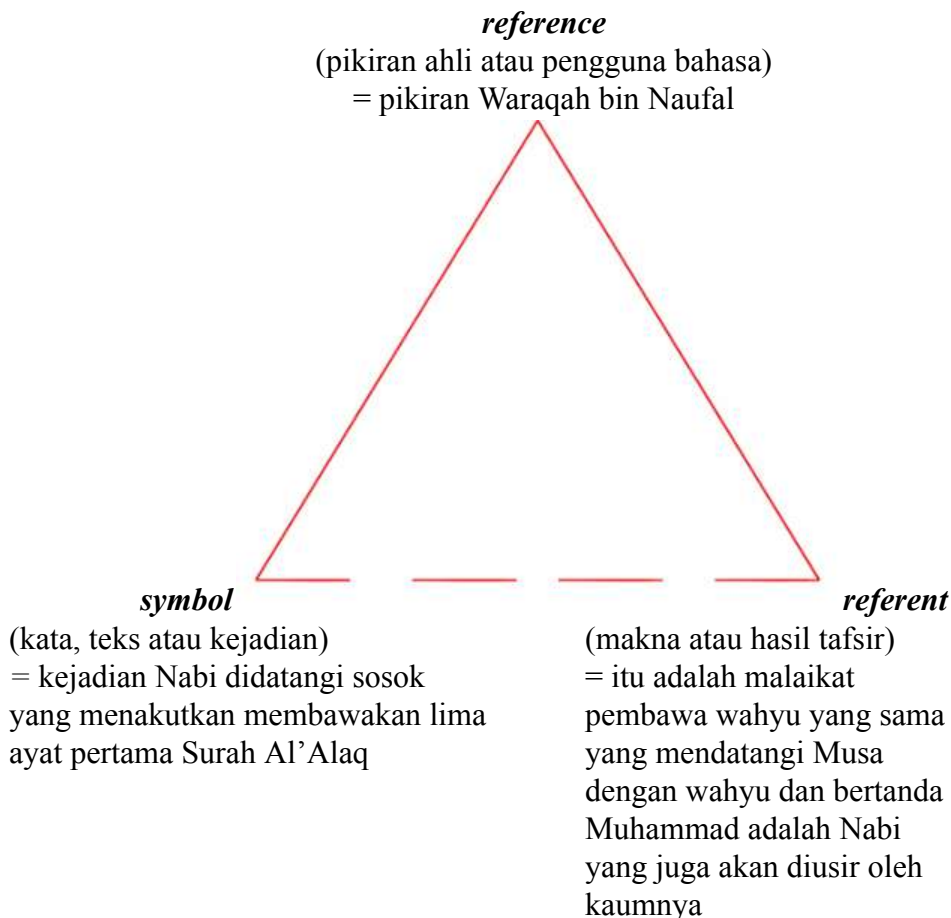 reference
(pikiran ahli atau pengguna bahasa)
= pikiran Waraqah bin Naufal
symbol
(kata, teks atau kejadian)
= kejadian Nabi didatangi sosok
yang menakutkan membawakan lima
ayat pertama Surah Al’Alaq
referent
(makna atau hasil tafsir)
= itu adalah malaikat
pembawa wahyu yang sama
yang mendatangi Musa
dengan wahyu dan bertanda
Muhammad adalah Nabi
yang juga akan diusir oleh
kaumnya